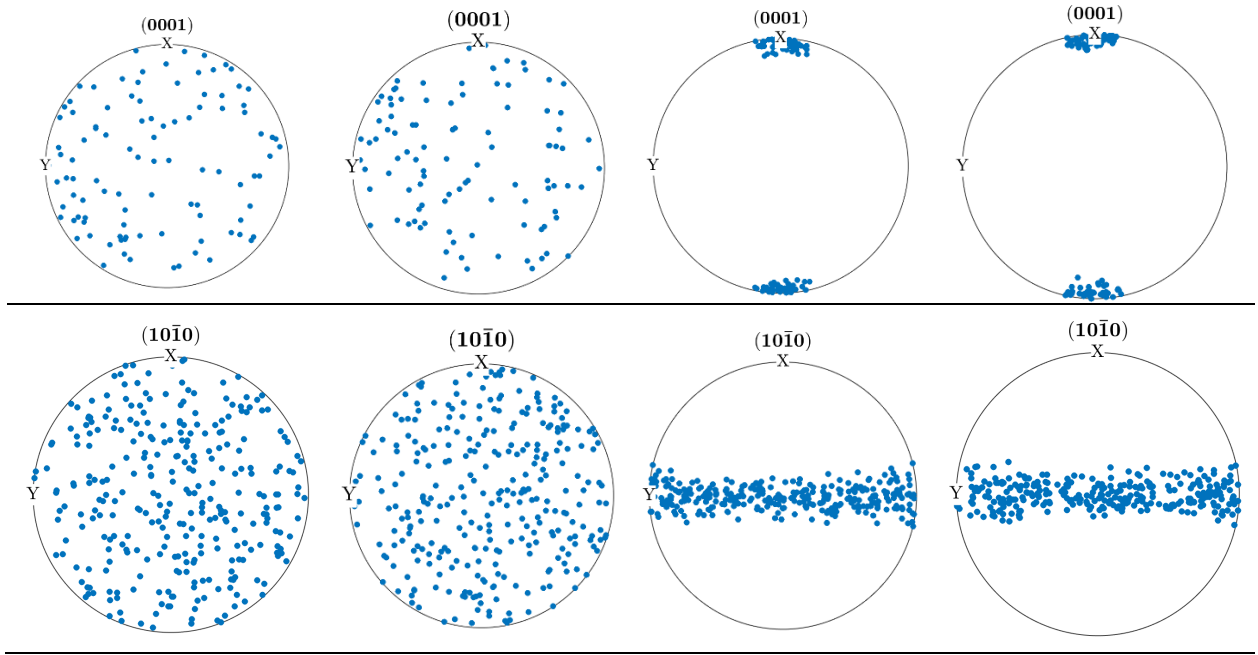 (0001)
X
Y
(0001)
X
Y
(0001)
X
Y
(0001)
X
Y
(101̄0)
X
Y
(101̄0)
X
Y
(101̄0)
X
Y
(101̄0)
X
Y